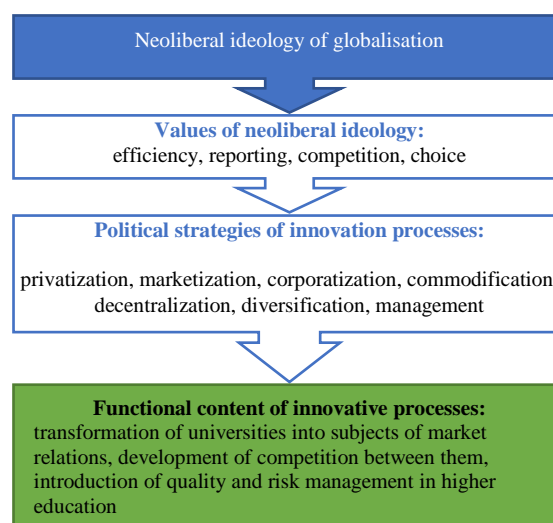 Neoliberal ideology of globalisation
Values of neoliberal ideology:
efficiency, reporting, competition, choice
Political strategies of innovation processes:
privatization, marketization, corporatization, commodification
decentralization, diversification, management
Functional content of innovative processes:
transformation of universities into subjects of market
relations, development of competition between them,
introduction of quality and risk management in higher
education